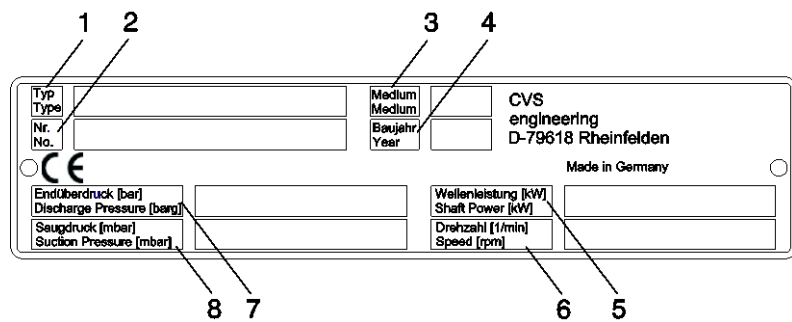 1 2 3 4
Typ
Type
Medium
Medium
CVS
engineering
D-79618 Rheinfelden
Nr.
No.
Baujahr
Year
CE
Made in Germany
Endüberdruck [bar]
Discharge Pressure [barg]
Wellenleistung [kW]
Shaft Power [kW]
Saugdruck [mbar]
Suction Pressure [mbar]
Drehzahl [1/min]
Speed [rpm]
8 7 6 5